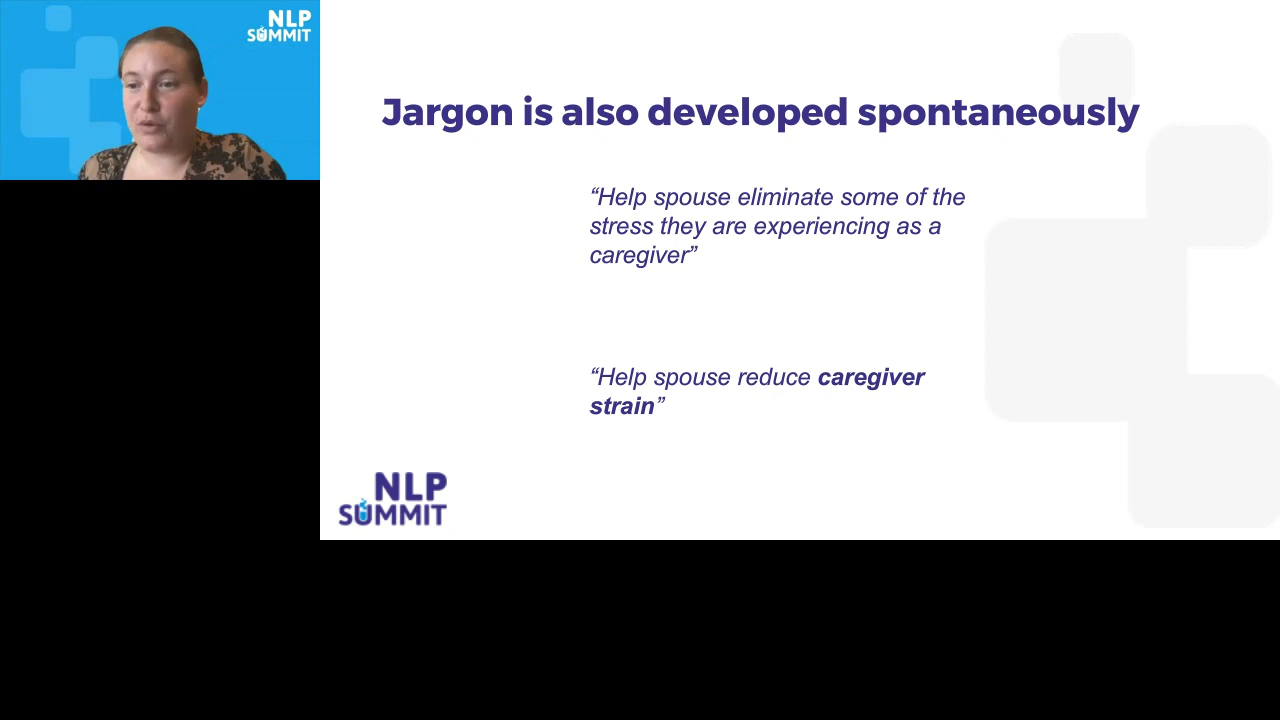 NLP
SUMMIT
Jargon is also developed spontaneously
“Help spouse eliminate some of the
stress they are experiencing as a
caregiver”
“Help spouse reduce caregiver
strain”
NLP
SUMMIT